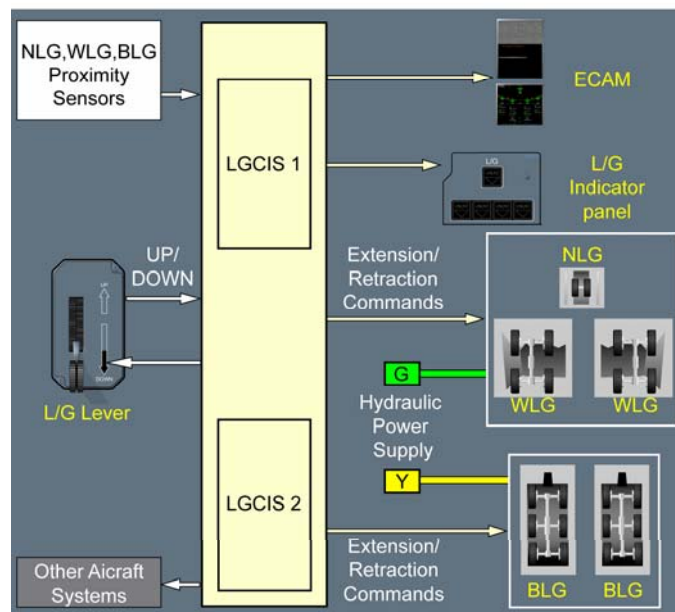 NLG,WLG,BLG
Proximity
Sensors
LGCIS 1
ECAM
L/G
L/G
Indicator
panel
UP/
DOWN
UP
DOWN
L/G Lever
Extension/
Retraction
Commands
NLG
WLG
WLG
G
Hydraulic
Power
Supply
Y
LGCIS 2
Extension/
Retraction
Commands
BLG
BLG
Other Aicraft
Systems